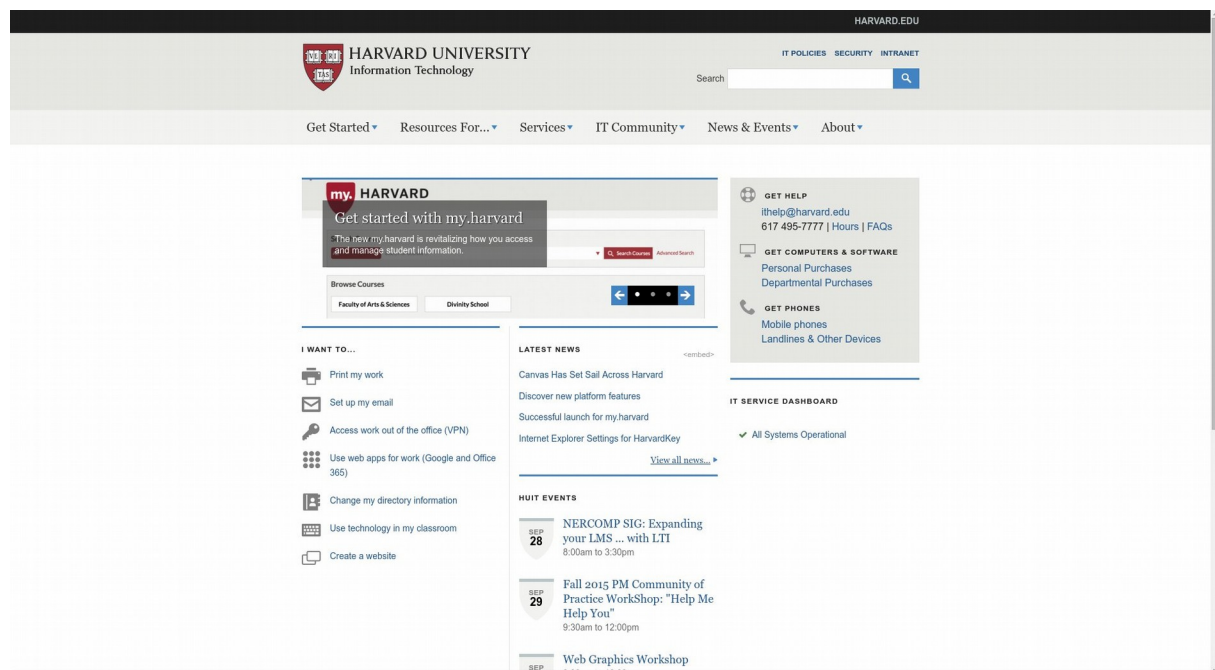 HARVARD.EDU
HARVARD UNIVERSITY
Information Technology
IT POLICIES SECURITY INTRANET
Search
Get Started Resources For... Services IT Community News & Events About
my. HARVARD
Get started with my.harvard
The new my.harvard is revitalizing how you access
and manage student information.
Search Courses Advanced Search
Browse Courses
Faculty of Arts & Sciences Divinity School
GET HELP
ithelp@harvard.edu
617 495-7777 | Hours | FAQs
GET COMPUTERS & SOFTWARE
Personal Purchases
Departmental Purchases
GET PHONES
Mobile phones
Landlines & Other Devices
I WANT TO...
Print my work
Set up my email
Access work out of the office (VPN)
Use web apps for work (Google and Office
365)
Change my directory information
Use technology in my classroom
Create a website
LATEST NEWS
<embed>
Canvas Has Set Sail Across Harvard
Discover new platform features
Successful launch for my.harvard
Internet Explorer Settings for HarvardKey
View all news...
HUIT EVENTS
SEP
28
NERCOMP SIG: Expanding
your LMS ... with LTI
8:00am to 3:30pm
SEP
29
Fall 2015 PM Community of
Practice WorkShop: "Help Me
Help You"
9:30am to 12:00pm
SEP
Web Graphics Workshop
IT SERVICE DASHBOARD
All Systems Operational